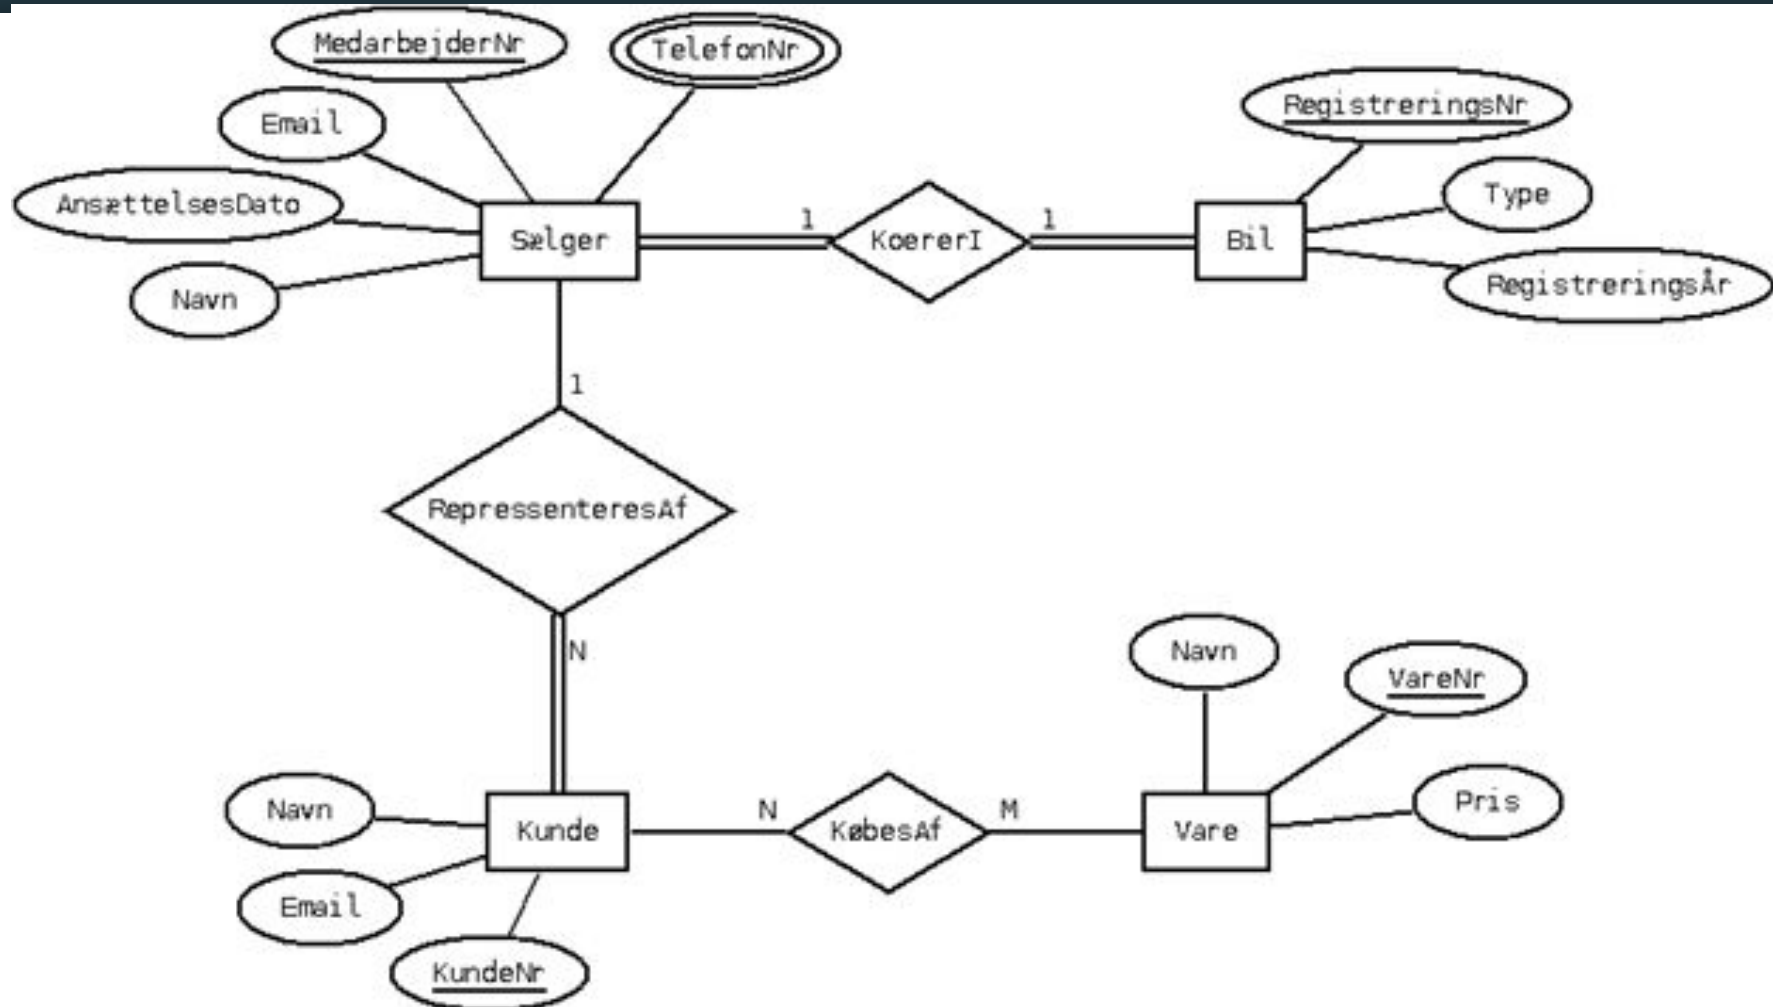 MedarbejderNr
TelefonNr
Email
RegistreringsNr
AnsættelsesDato
Type
Sælger
1
KoererI
1
Bil
Navn
RegistreringsÅr
1
RepressenteresAf
N
Navn
VareNr
Navn
Kunde
N
KøbesAf
M
Vare
Pris
Email
KundeNr